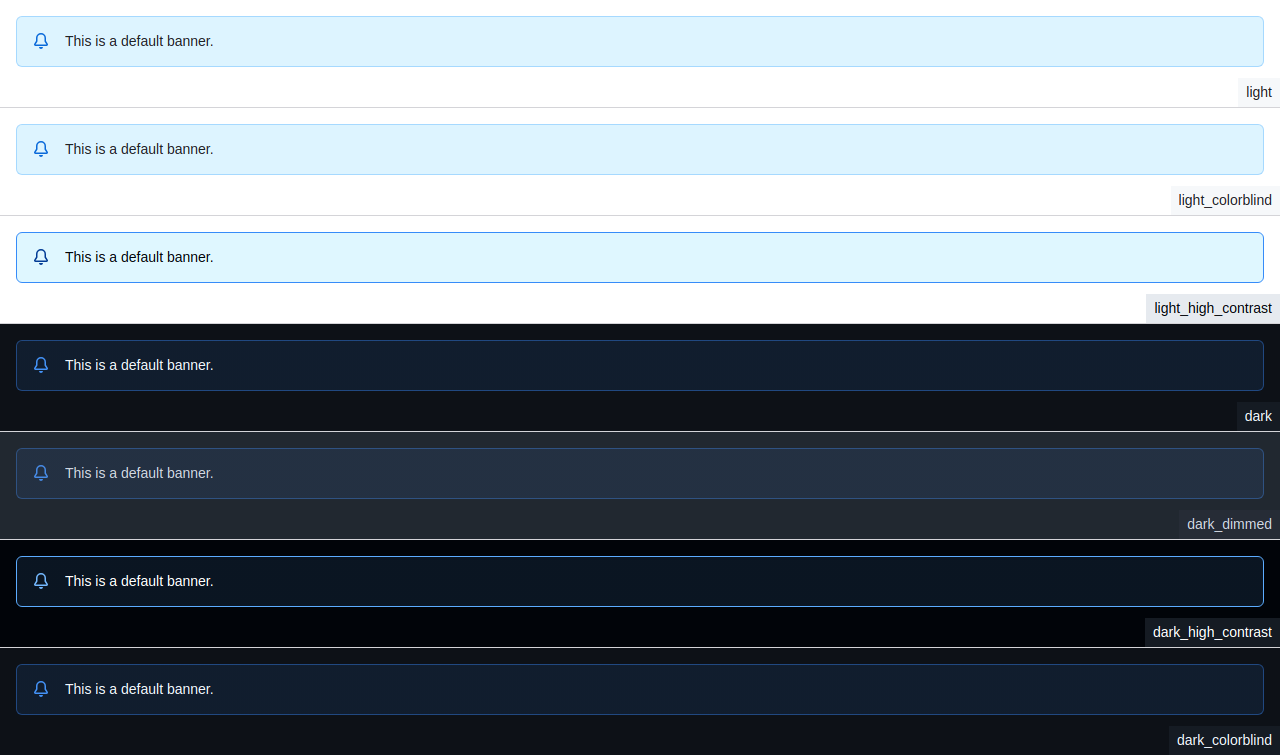 This is a default banner.
light
This is a default banner.
light_colorblind
This is a default banner.
light_high_contrast
This is a default banner.
dark
This is a default banner.
dark_dimmed
This is a default banner.
dark_high_contrast
This is a default banner.
dark_colorblind